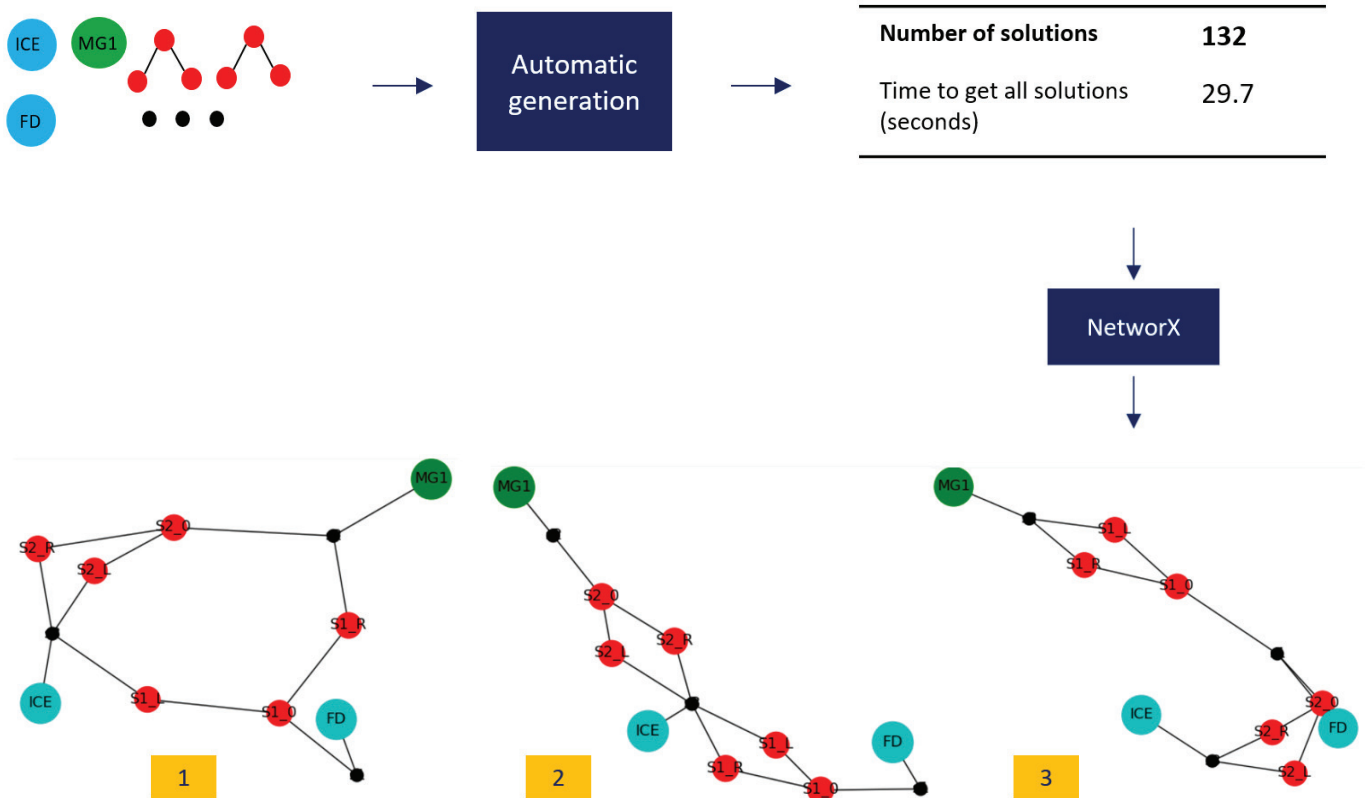 ICE
MG1
FD
Automatic
generation
Number of solutions 132
Time to get all solutions 29.7
(seconds)
NetworX
MG1
S2_0
S2_R
S2_L
S1_R
ICE
S1_L
S1_0
FD
1
MG1
S2_0
S2_R
S2_L
ICE
S1_L
FD
S1_R
S1_0
2
MG1
S1_L
S1_R
S1_0
ICE
S2_0
FD
S2_R
S2_L
3